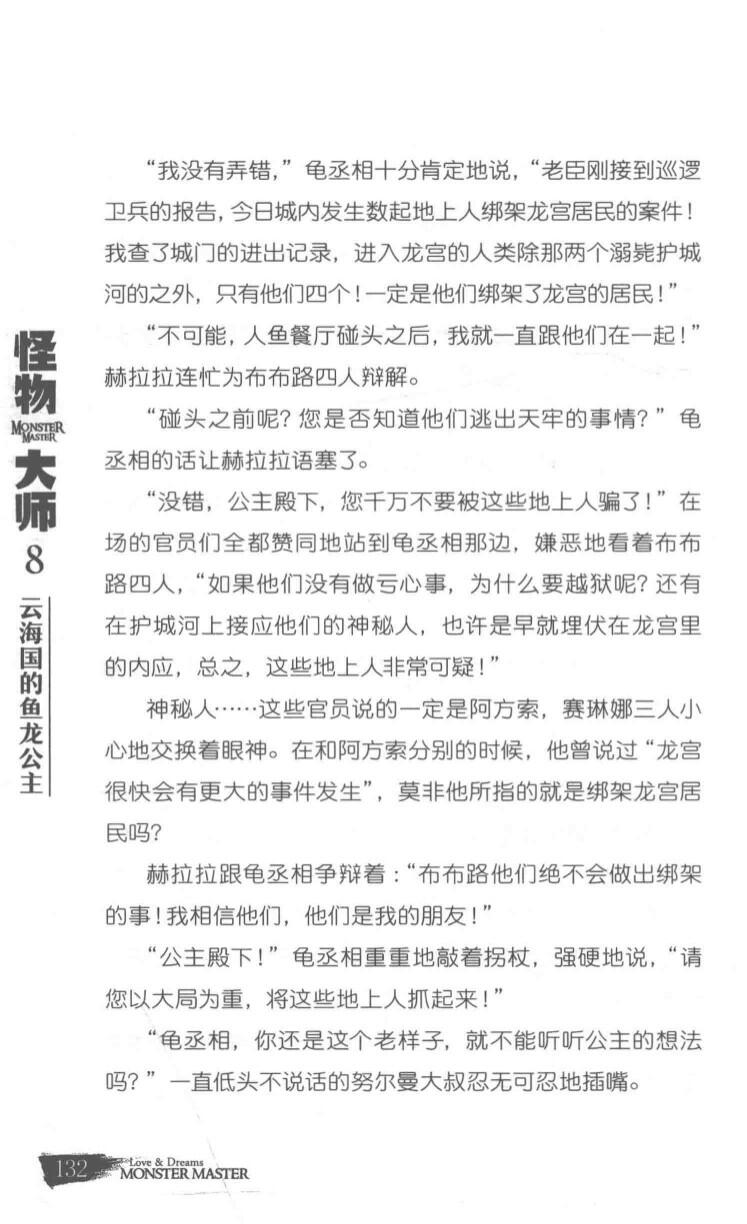 “我没有弄错，”龟丞相十分肯定地说，“老臣刚接到巡逻
卫兵的报告，今日城内发生数起地上人绑架龙宫居民的案件！
我查了城门的进出记录，进入龙宫的人类除那两个溺毙护城
河的之外，只有他们四个！一定是他们绑架了龙宫的居民！”
“不可能，人鱼餐厅碰头之后，我就一直跟他们在一起！”
赫拉拉连忙为布布路四人辩解。
“碰头之前呢？您是否知道他们逃出天牢的事情？”龟
丞相的话让赫拉拉语塞了。
“没错，公主殿下，您千万不要被这些地上人骗了！”在
场的官员们全都赞同地站到龟丞相那边，嫌恶地看着布布
路四人，“如果他们没有做亏心事，为什么要越狱呢？还有
在护城河上接应他们的神秘人，也许是早就埋伏在龙宫里
的内应，总之，这些地上人非常可疑！”
神秘人……这些官员说的一定是阿方索，赛琳娜三人小
心地交换着眼神。在和阿方索分别的时候，他曾说过“龙宫
很快会有更大的事件发生”，莫非他所指的就是绑架龙宫居
民吗？
赫拉拉跟龟丞相争辩着：“布布路他们绝不会做出绑架
的事！我相信他们，他们是我的朋友！”
“公主殿下！”龟丞相重重地敲着拐杖，强硬地说，“请
您以大局为重，将这些地上人抓起来！”
“龟丞相，你还是这个老样子，就不能听听公主的想法
吗？”一直低头不说话的努尔曼大叔忍无可忍地插嘴。
怪物
MONSTER
MASTER
大师
8
云海国的鱼龙公主
132
Love & Dreams
MONSTER MASTER